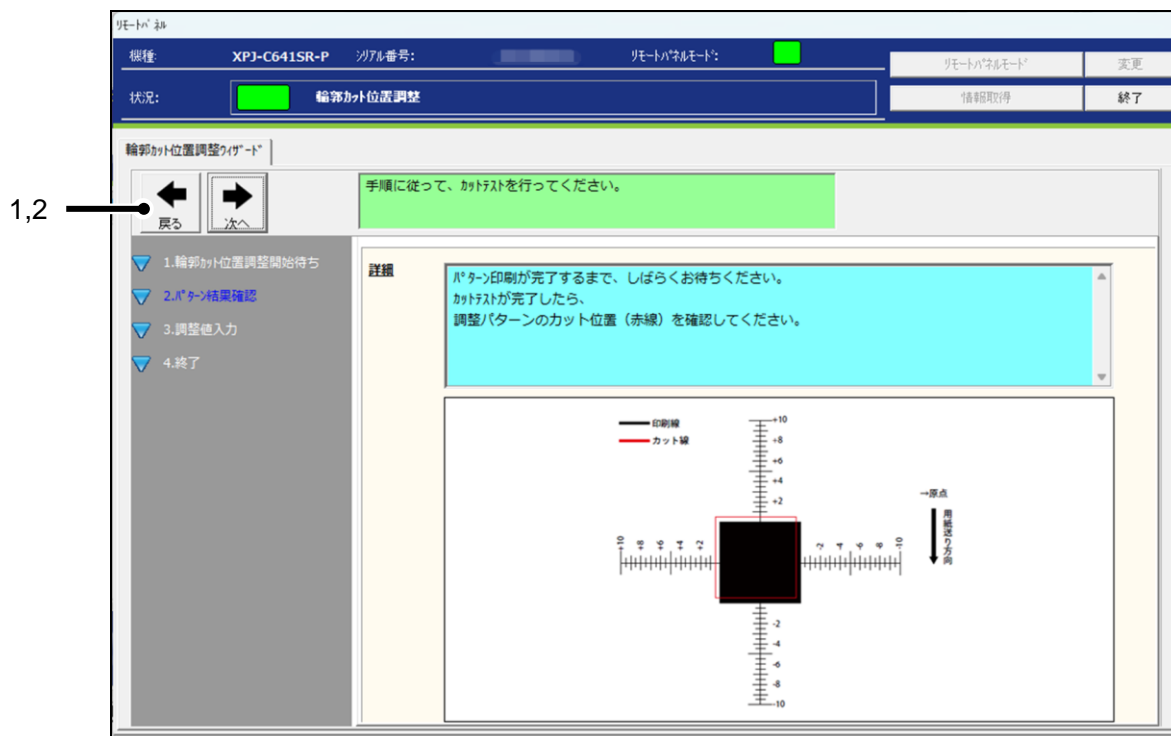 ﾘﾓｰﾄﾊﾟﾈﾙ
機種: XPJ-C641SR-P ｼﾘｱﾙ番号: ﾘﾓｰﾄﾊﾟﾈﾙﾓｰﾄﾞ:
ﾘﾓｰﾄﾊﾟﾈﾙﾓｰﾄﾞ 変更
状況: 輪郭ｶｯﾄ位置調整
情報取得 終了
輪郭ｶｯﾄ位置調整ｳｨｻﾞｰﾄﾞ
1,2
戻る 次へ
手順に従って、ｶｯﾄﾃｽﾄを行ってください。
1.輪郭ｶｯﾄ位置調整開始待ち
2.ﾊﾟﾀｰﾝ結果確認
3.調整値入力
4.終了
詳細
ﾊﾟﾀｰﾝ印刷が完了するまで、しばらくお待ちください。
ｶｯﾄﾃｽﾄが完了したら、
調整パターンのカット位置（赤線）を確認してください。
印刷線
カット線
+10
+8
+6
+4
+2
+10 +8 +6 +4 +2
-2 -4 -6 -8 -10
-2
-4
-6
-8
-10
→原点
用紙送り方向